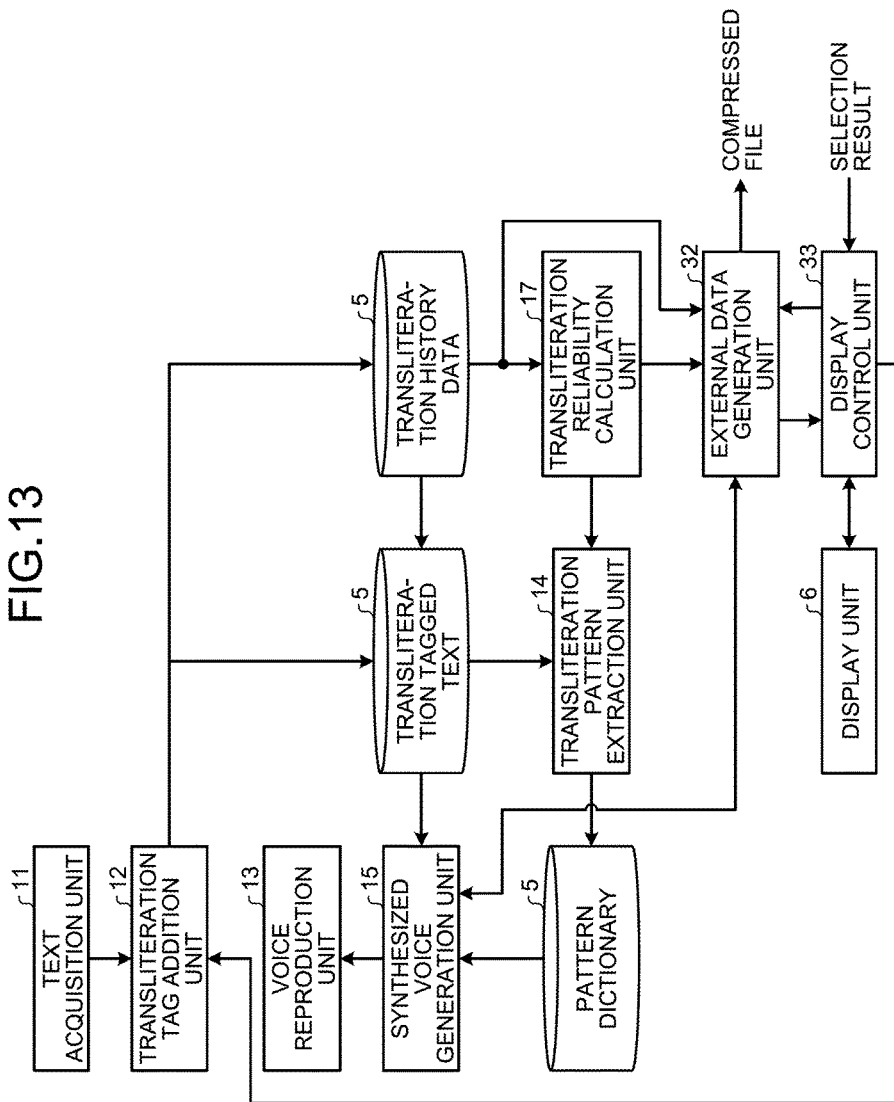 FIG.13
11
TEXT
ACQUISITION UNIT
12
TRANSLITERATION
TAG ADDITION
UNIT
13
VOICE
REPRODUCTION
UNIT
15
SYNTHESIZED
VOICE
GENERATION UNIT
5
PATTERN
DICTIONARY
5
TRANSLITERA-
TION TAGGED
TEXT
14
TRANSLITERATION
PATTERN
EXTRACTION UNIT
6
DISPLAY UNIT
5
TRANSLITERA-
TION HISTORY
DATA
17
TRANSLITERATION
RELIABILITY
CALCULATION
UNIT
32
EXTERNAL DATA
GENERATION
UNIT
33
DISPLAY
CONTROL UNIT
COMPRESSED
FILE
SELECTION
RESULT